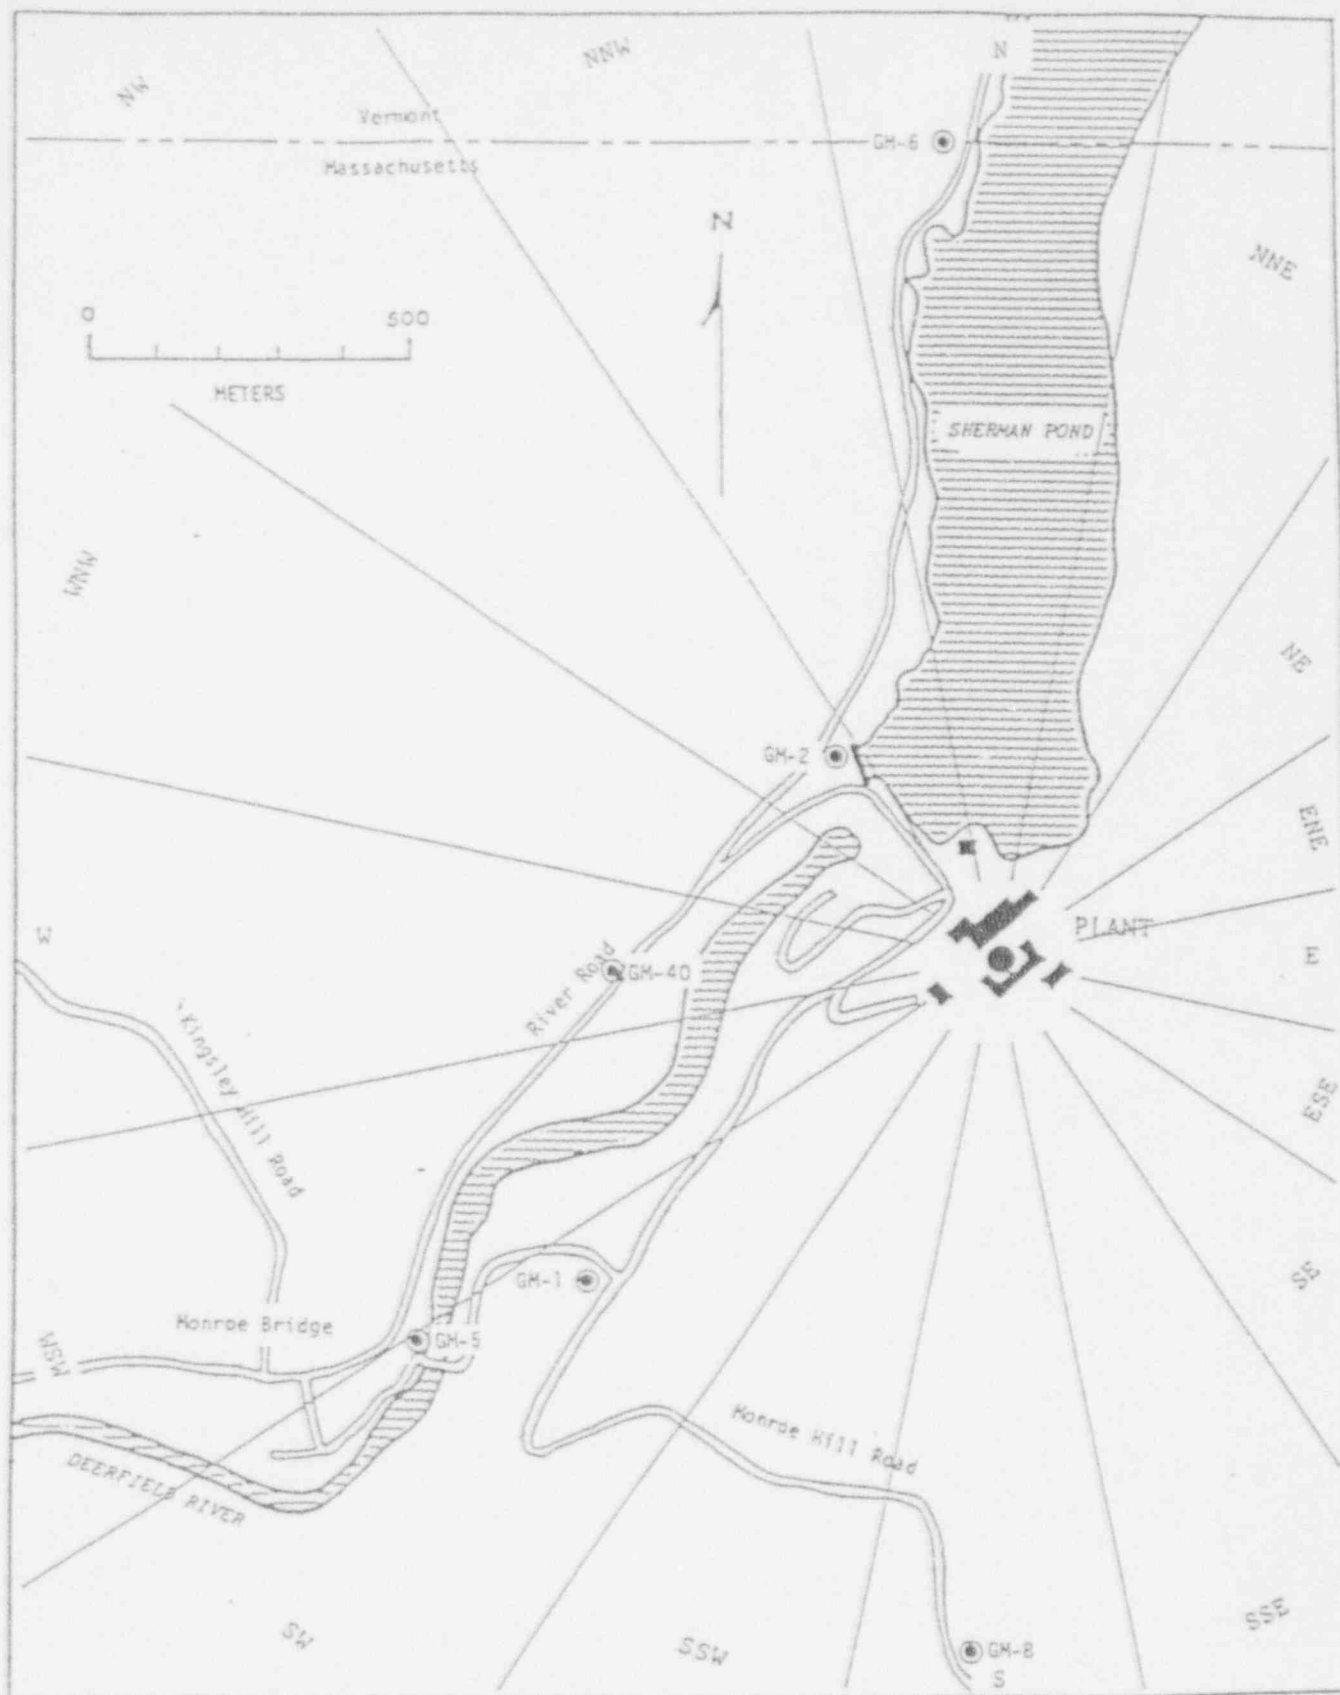 N
NNW
NW
Vermont
GM-6
Massachusetts
N
NNE
0 500
METERS
SHERMAN POND
WNW
NE
GM-2
ENE
PLANT
W
E
GM-40
River Road
Kingsley Hill Road
ESE
SE
GM-1
Monroe Bridge
GM-5
WSW
Monroe Hill Road
DEERFIELD RIVER
SSE
SW
SSW
GM-8
S